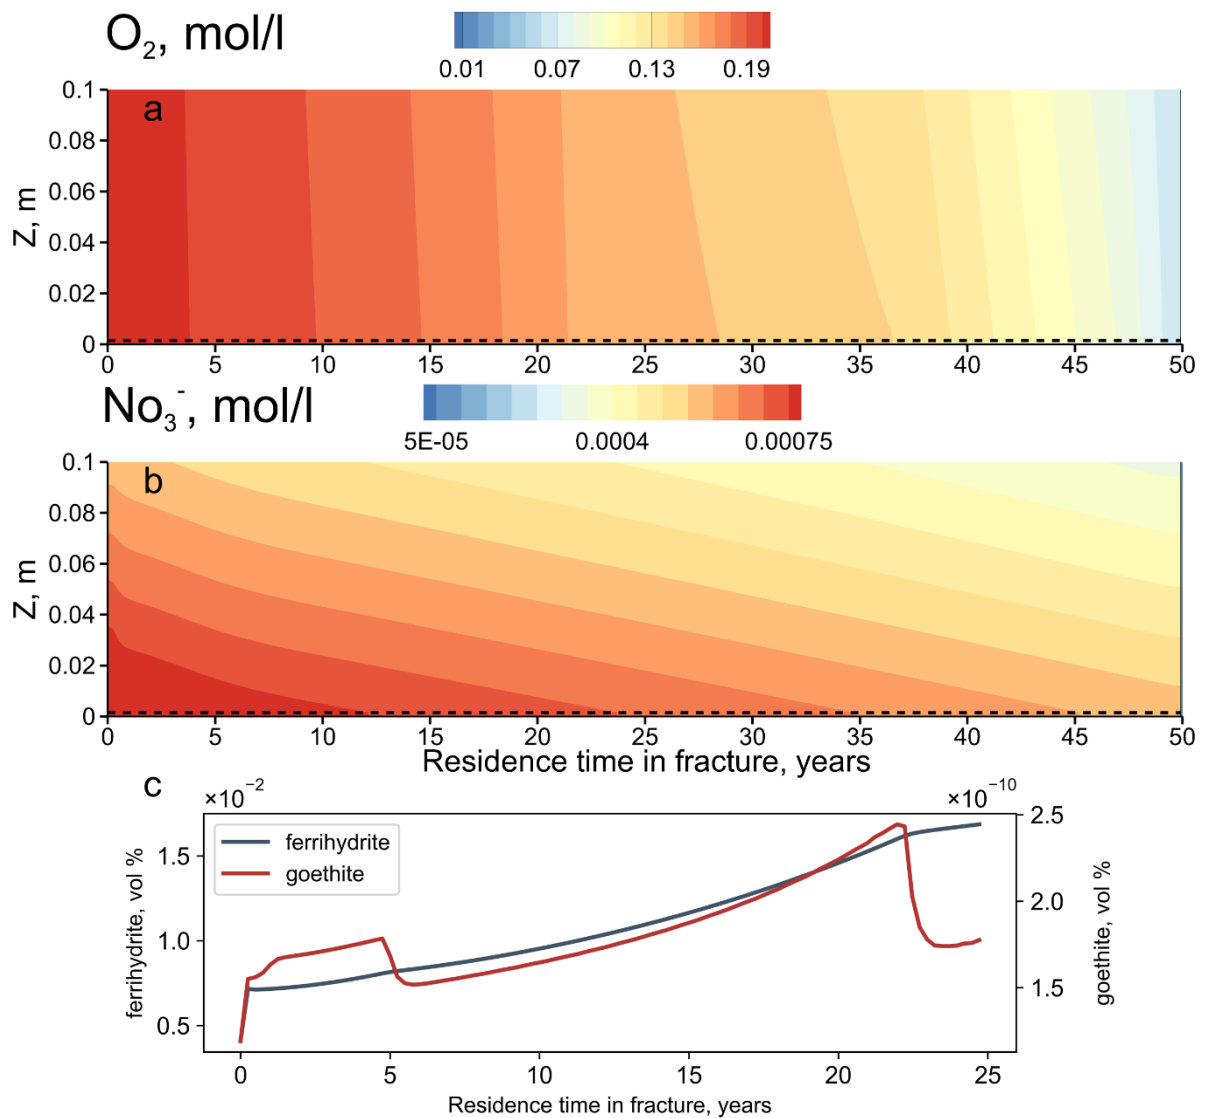 O₂, mol/l
0.01 0.07 0.13 0.19
a
Z, m
0.1
0.08
0.06
0.04
0.02
0
0 5 10 15 20 25 30 35 40 45 50
No₃⁻, mol/l
5E-05 0.0004 0.00075
b
Z, m
0.1
0.08
0.06
0.04
0.02
0
0 5 10 15 20 25 30 35 40 45 50
Residence time in fracture, years
c
×10⁻² ×10⁻¹⁰
ferrihydrite
goethite
ferrihydrite, vol %
1.5
1.0
0.5
goethite, vol %
2.5
2.0
1.5
0 5 10 15 20 25
Residence time in fracture, years